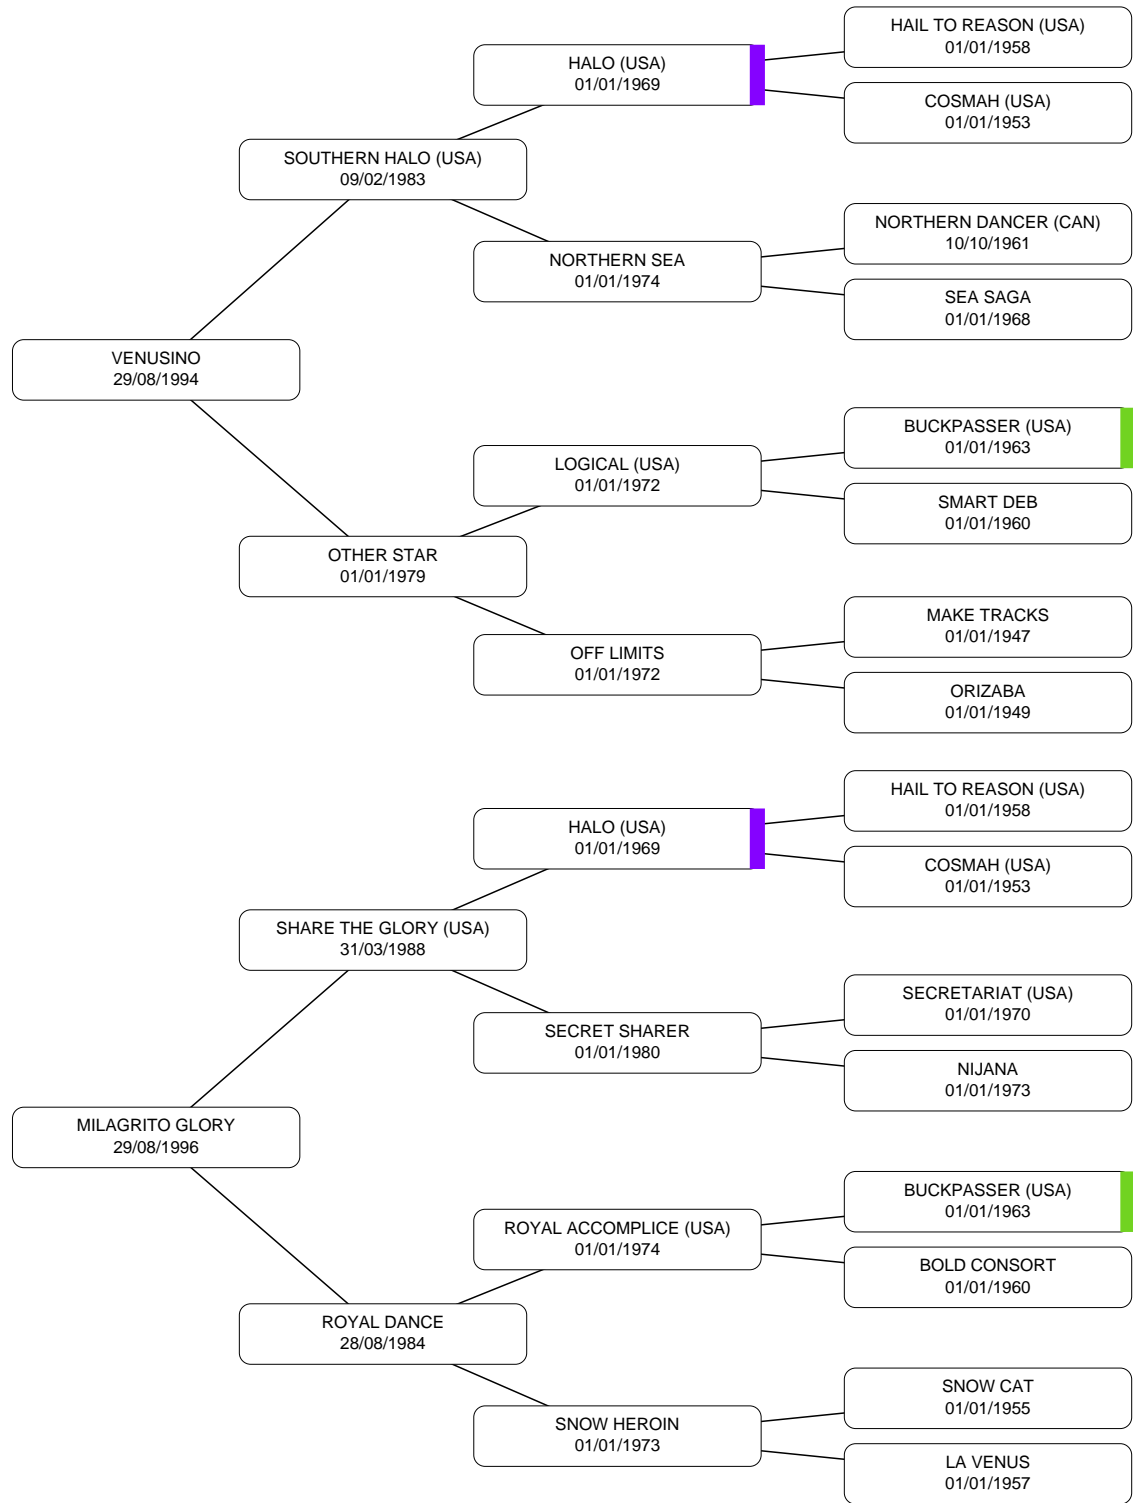 HAIL TO REASON (USA)
01/01/1958
HALO (USA)
01/01/1969
COSMAH (USA)
01/01/1953
SOUTHERN HALO (USA)
09/02/1983
NORTHERN DANCER (CAN)
10/10/1961
NORTHERN SEA
01/01/1974
SEA SAGA
01/01/1968
VENUSINO
29/08/1994
BUCKPASSER (USA)
01/01/1963
LOGICAL (USA)
01/01/1972
SMART DEB
01/01/1960
OTHER STAR
01/01/1979
MAKE TRACKS
01/01/1947
OFF LIMITS
01/01/1972
ORIZABA
01/01/1949
HAIL TO REASON (USA)
01/01/1958
HALO (USA)
01/01/1969
COSMAH (USA)
01/01/1953
SHARE THE GLORY (USA)
31/03/1988
SECRETARIAT (USA)
01/01/1970
SECRET SHARER
01/01/1980
NIJANA
01/01/1973
MILAGRITO GLORY
29/08/1996
BUCKPASSER (USA)
01/01/1963
ROYAL ACCOMPLICE (USA)
01/01/1974
BOLD CONSORT
01/01/1960
ROYAL DANCE
28/08/1984
SNOW CAT
01/01/1955
SNOW HEROIN
01/01/1973
LA VENUS
01/01/1957